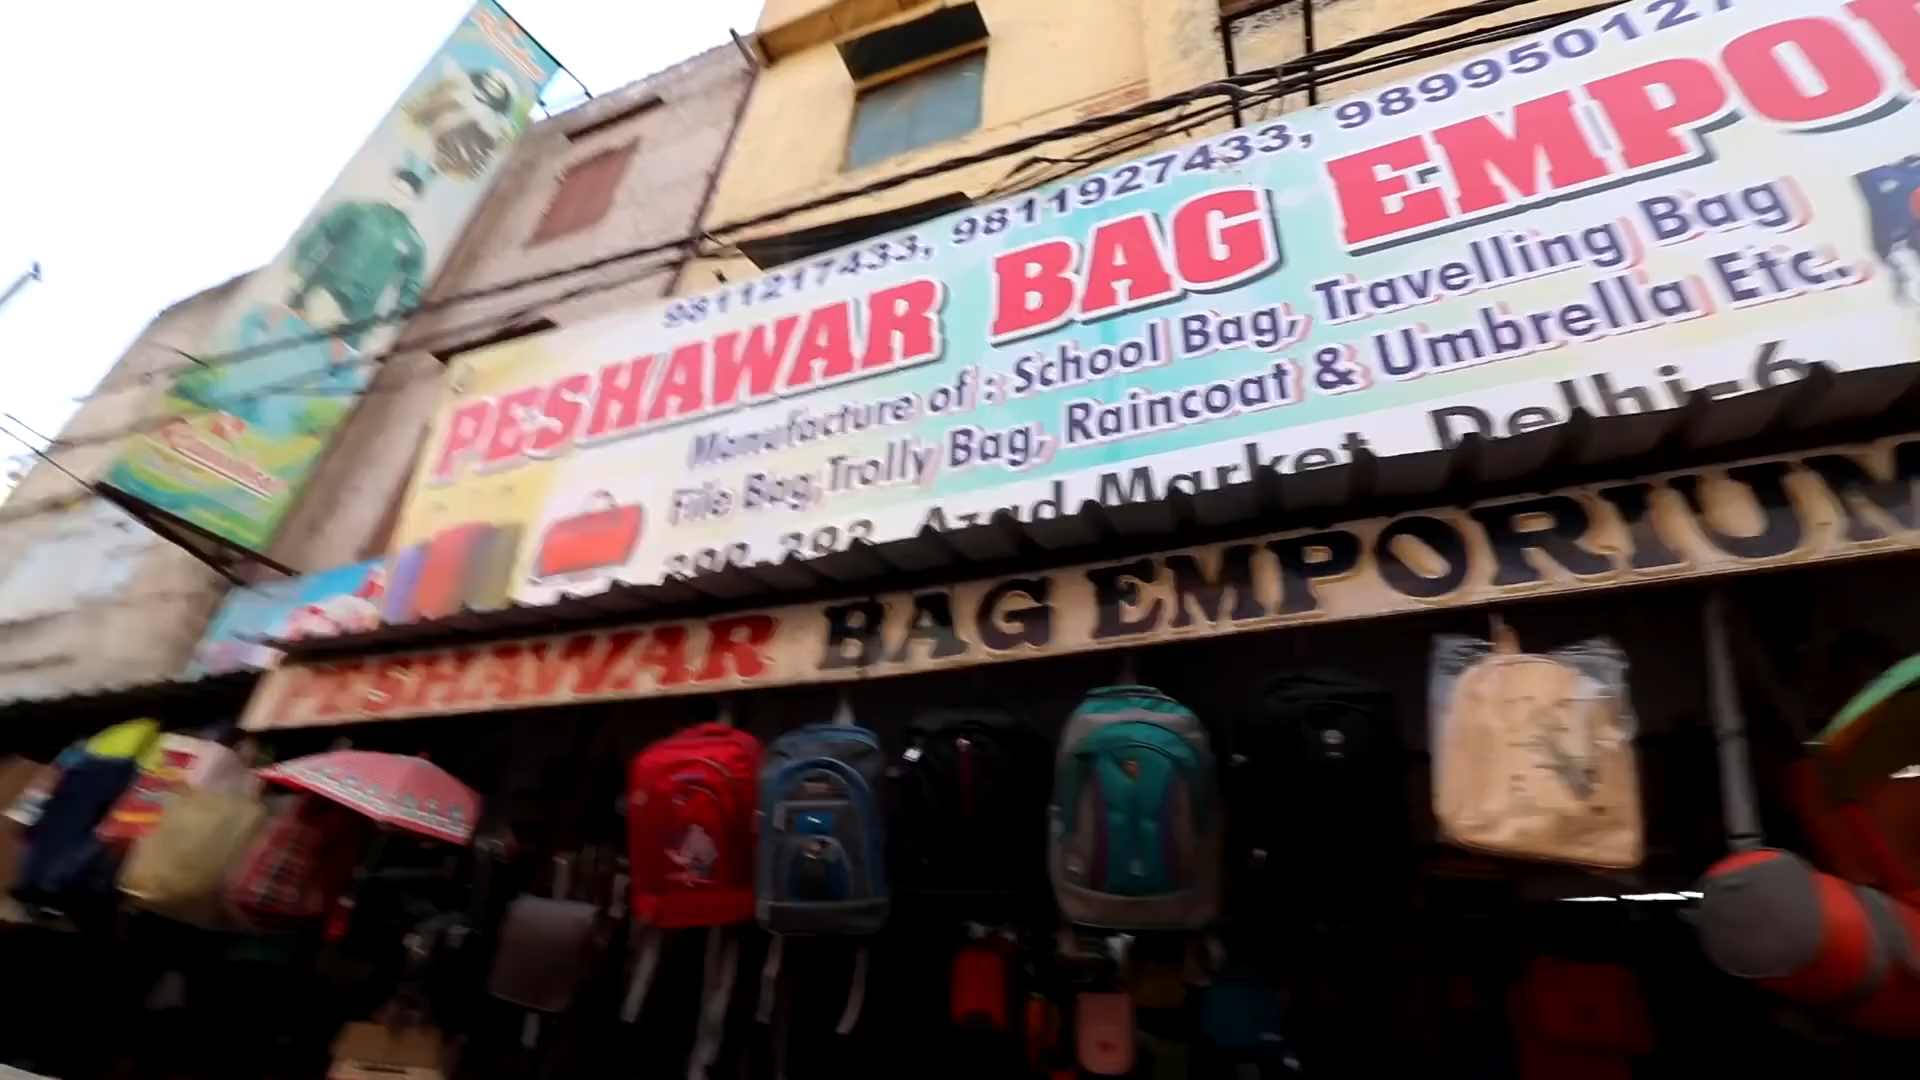 9811217433, 9811927433, 989950127
PESHAWAR BAG EMPO
Manufacture of : School Bag, Travelling Bag
File Bag, Trolly Bag, Raincoat & Umbrella Etc.
Azad Market, Delhi-6
PESHAWAR BAG EMPORIUM